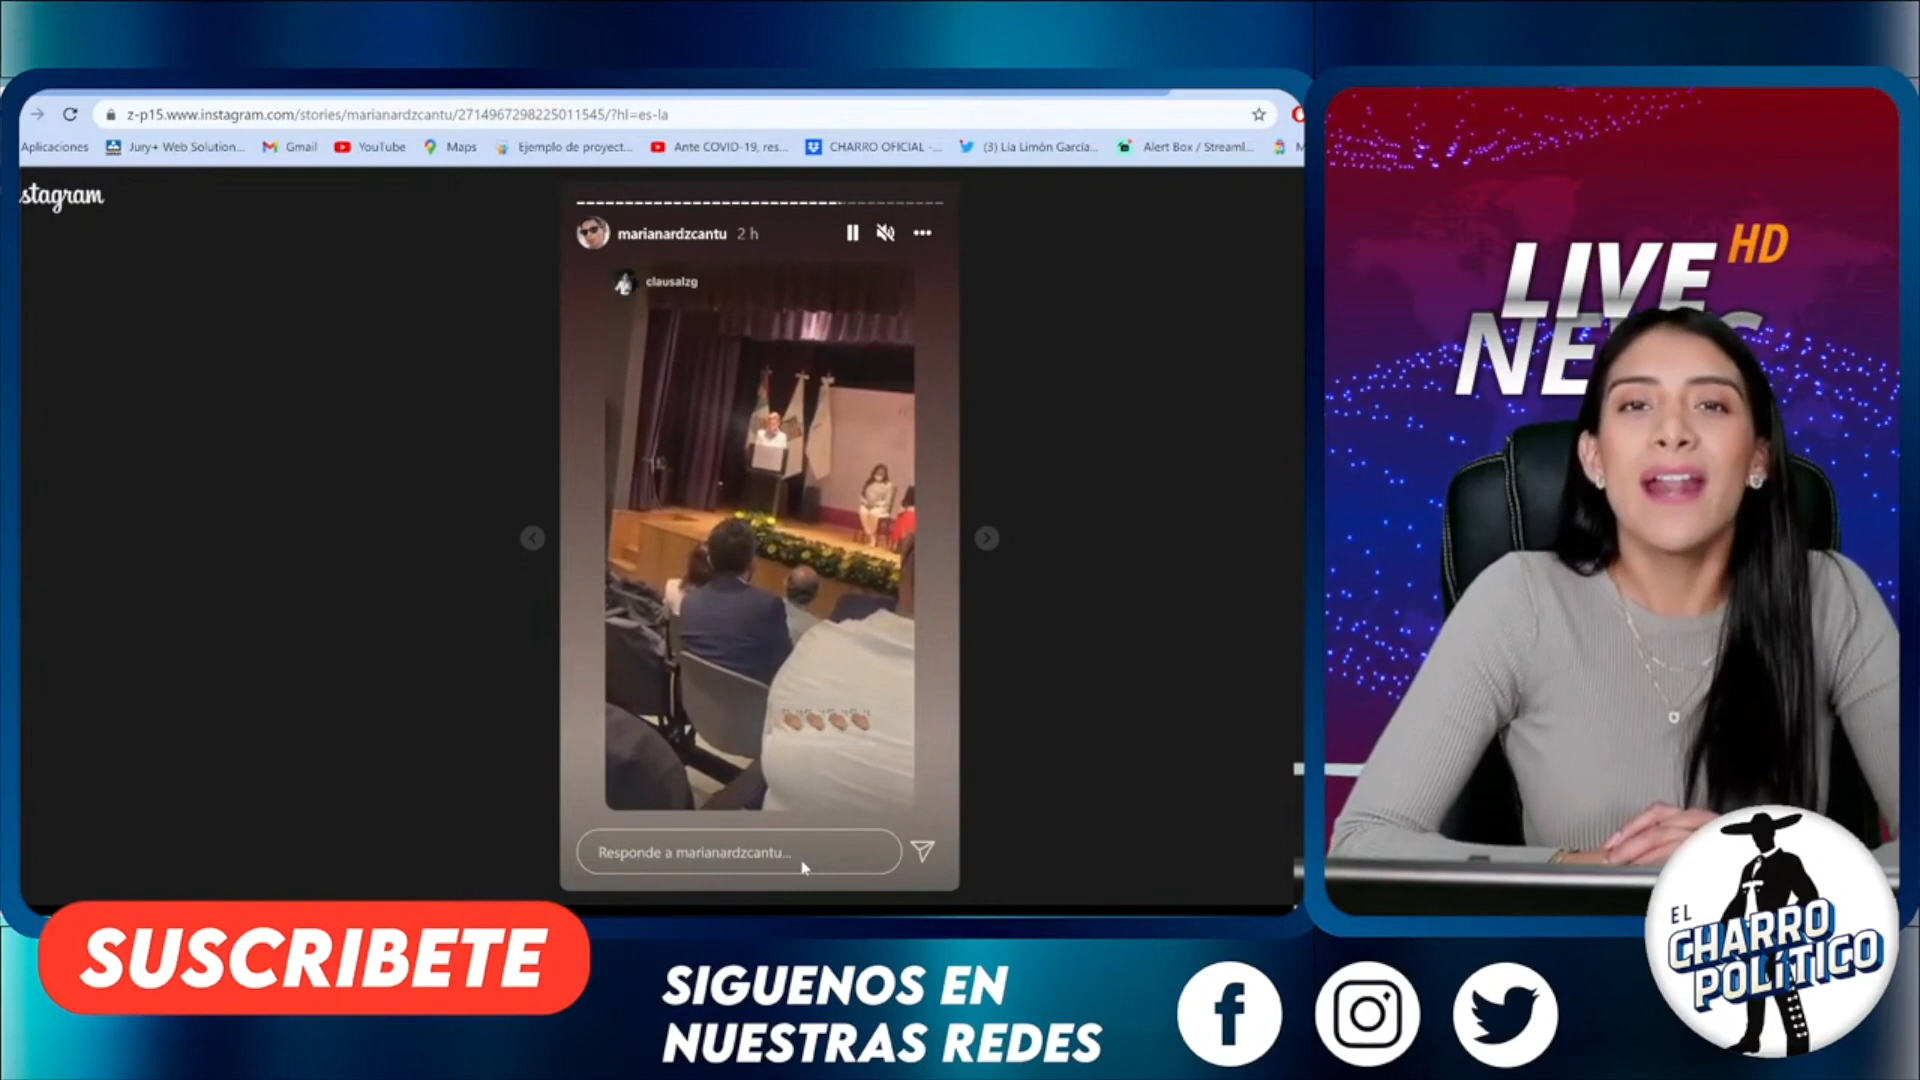 z-p15.www.instagram.com/stories/marianardzcantu/2714967298225011545/?hl=es-la
Aplicaciones Jury+ Web Solution... Gmail YouTube Maps Ejemplo de proyect... Ante COVID-19, res... CHARRO OFICIAL -... (3) Lía Limón García... Alert Box / Streaml... M
stagram
marianardzcantu 2 h
clausalzg
Responde a marianardzcantu...
LIVE HD
NE
SUSCRIBETE
SIGUENOS EN
NUESTRAS REDES
EL
CHARRO
POLÍTICO